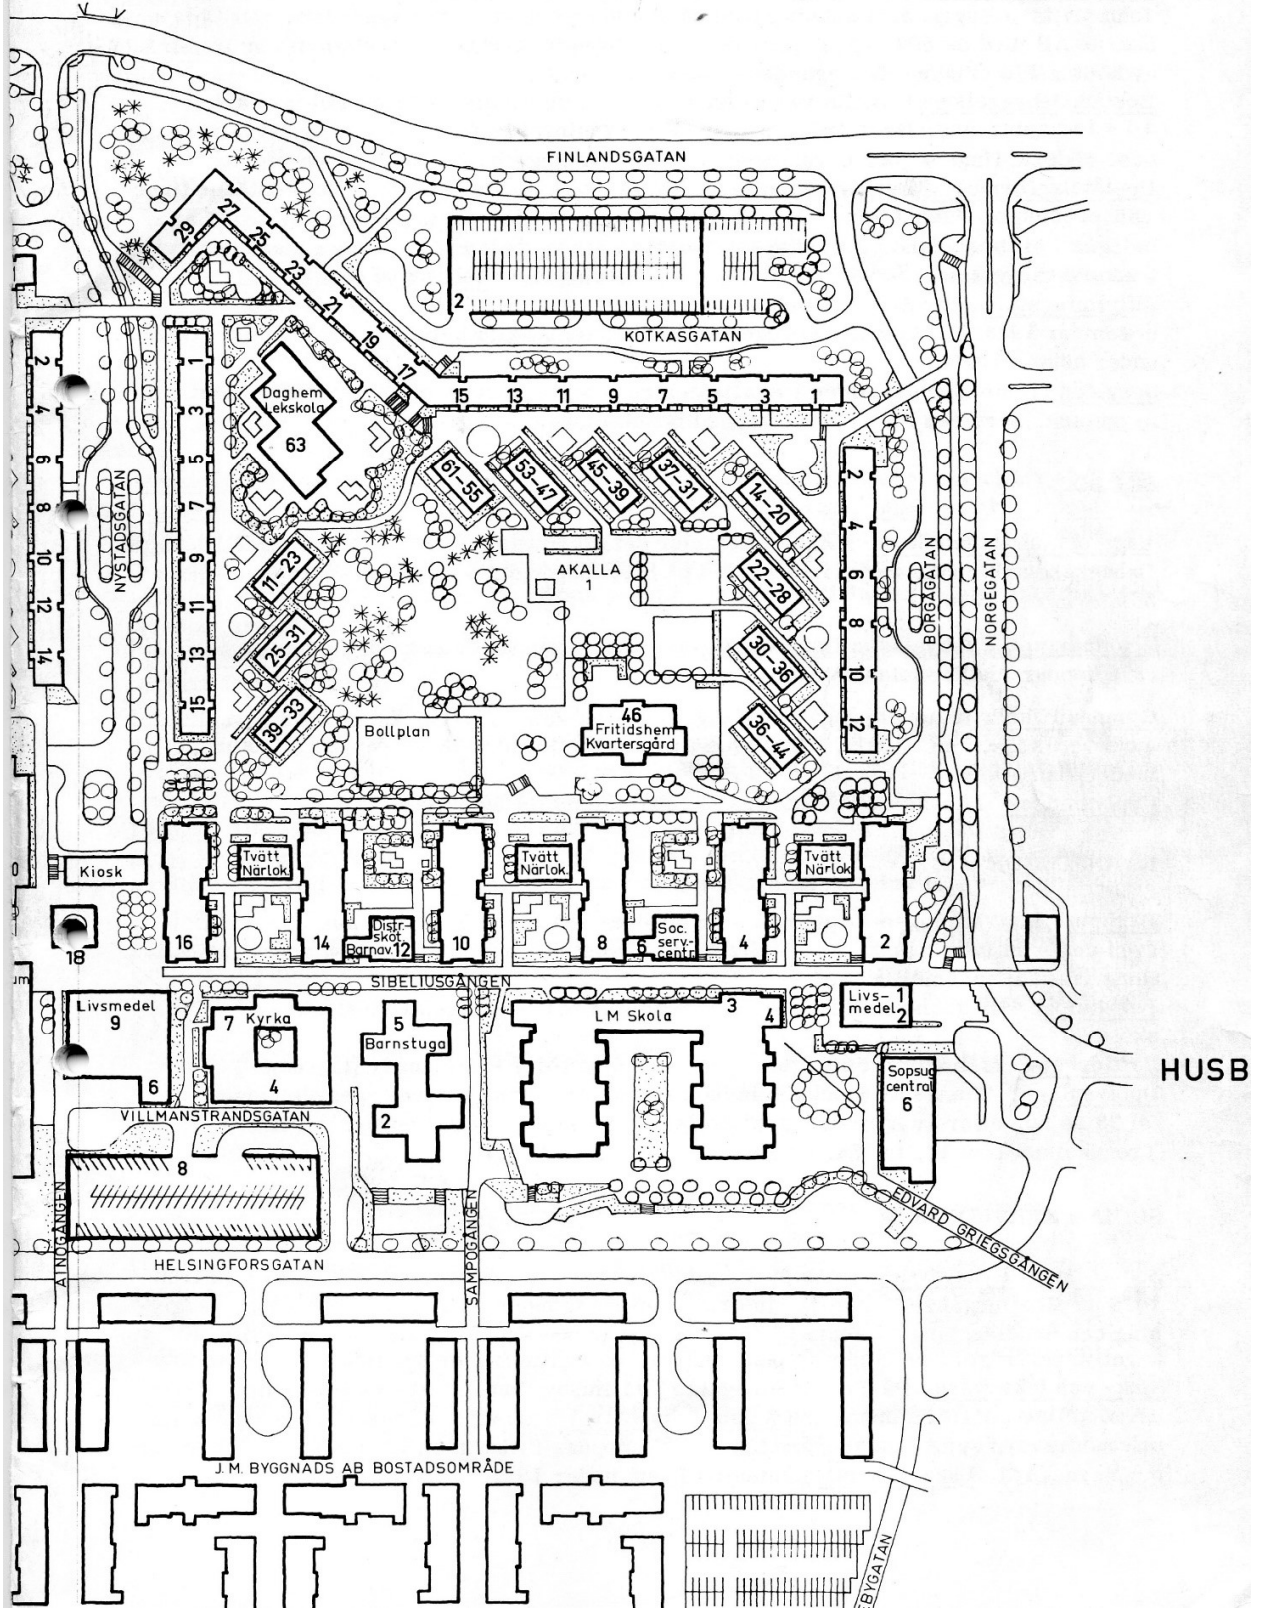 FINLANDSGATAN
29
27
25
23
21
19
17
2
KOTKASGATAN
15
13
11
9
7
5
3
1
2
4
6
8
10
12
14
NYSTADSGATAN
1
3
5
7
9
11
13
15
Daghem
Lekskola
63
61-55
53-47
45-39
37-31
14-20
22-28
30-36
36-44
11-23
25-31
39-33
AKALLA
1
2
4
6
8
10
12
BORGÅGATAN
NORGEGATAN
Bollplan
46
Fritidshem
Kvartersgård
Kiosk
18
16
Tvätt
Närlok.
14
Distr.-
sköt.
Barnav. 12
10
Tvätt
Närlok.
8
6
Soc.
serv-
centr.
4
Tvätt
Närlok
2
SIBELIUSGÅNGEN
um
Livsmedel
9
6
7
Kyrka
4
5
Barnstuga
2
LM Skola
3
4
Livs-
medel
1
2
Sopsug
central
6
HUSB
VILLMANSTRANDSGATAN
8
AINOGÅNGEN
SAMPOGÅNGEN
EDVARD GRIEGSGÅNGEN
HELSINGFORSGATAN
J.M. BYGGNADS AB BOSTADSOMRÅDE
EBYGATAN